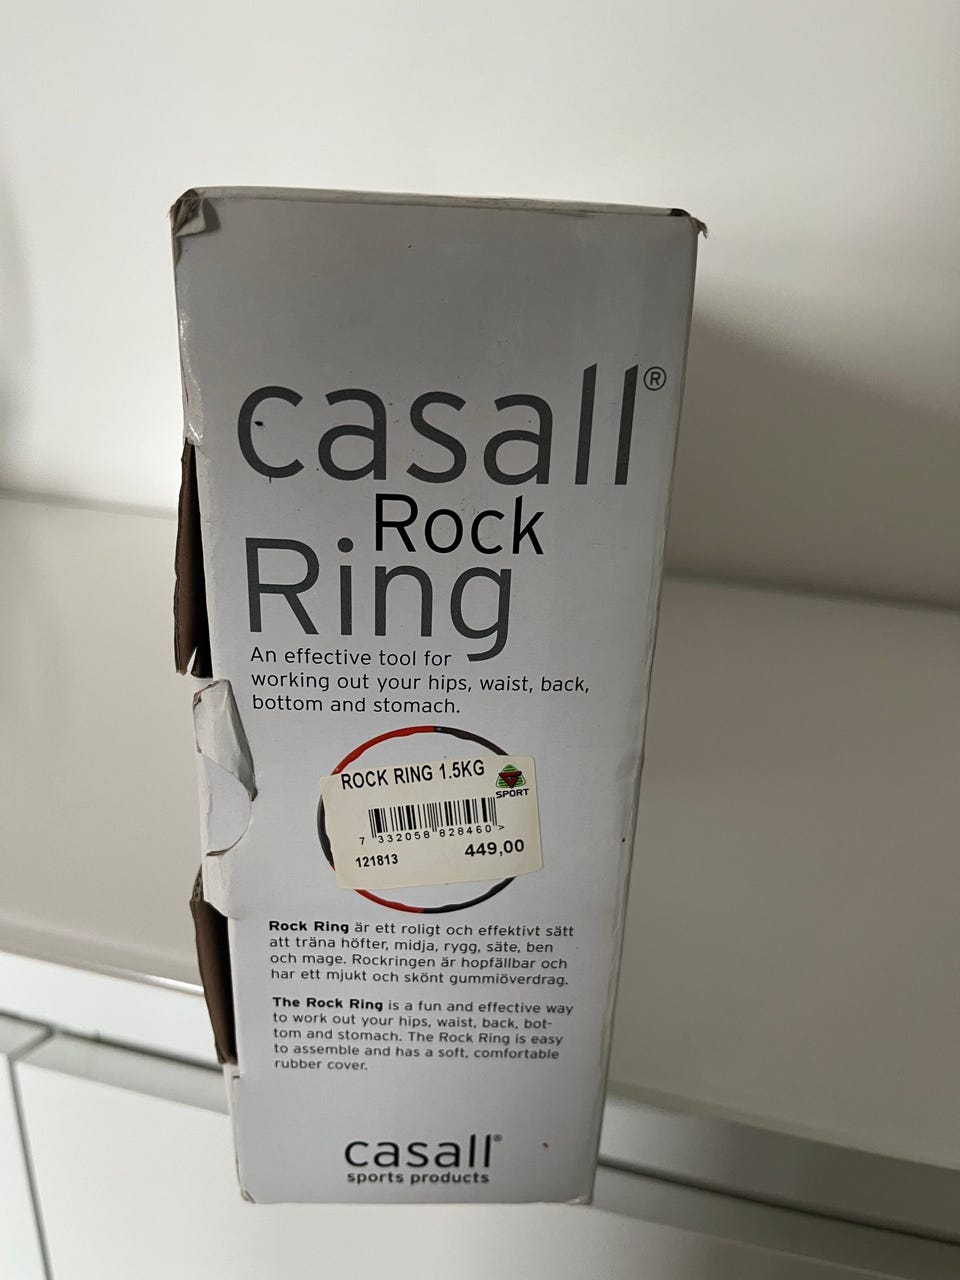 casall®
Rock
Ring
An effective tool for
working out your hips, waist, back,
bottom and stomach.
ROCK RING 1.5KG
SPORT
7 332058 828460 >
121813
449,00
Rock Ring är ett roligt och effektivt sätt
att träna höfter, midja, rygg, säte, ben
och mage. Rockringen är hopfällbar och
har ett mjukt och skönt gummiöverdrag.
The Rock Ring is a fun and effective way
to work out your hips, waist, back, bot-
tom and stomach. The Rock Ring is easy
to assemble and has a soft, comfortable
rubber cover.
casall®
sports products